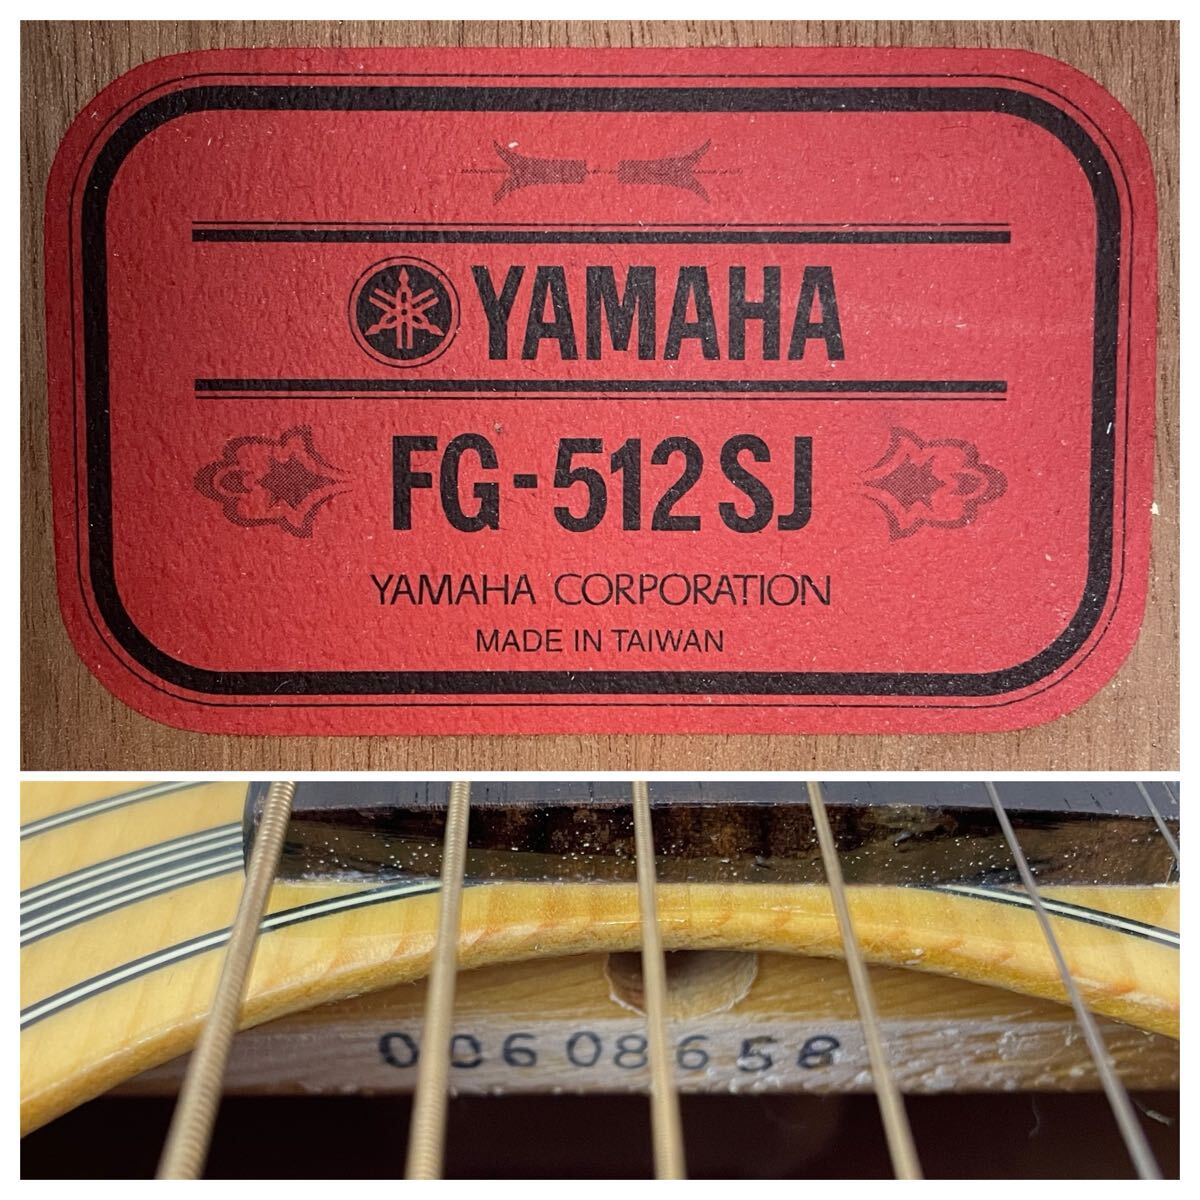 YAMAHA
FG-512SJ
YAMAHA CORPORATION
MADE IN TAIWAN
00608658